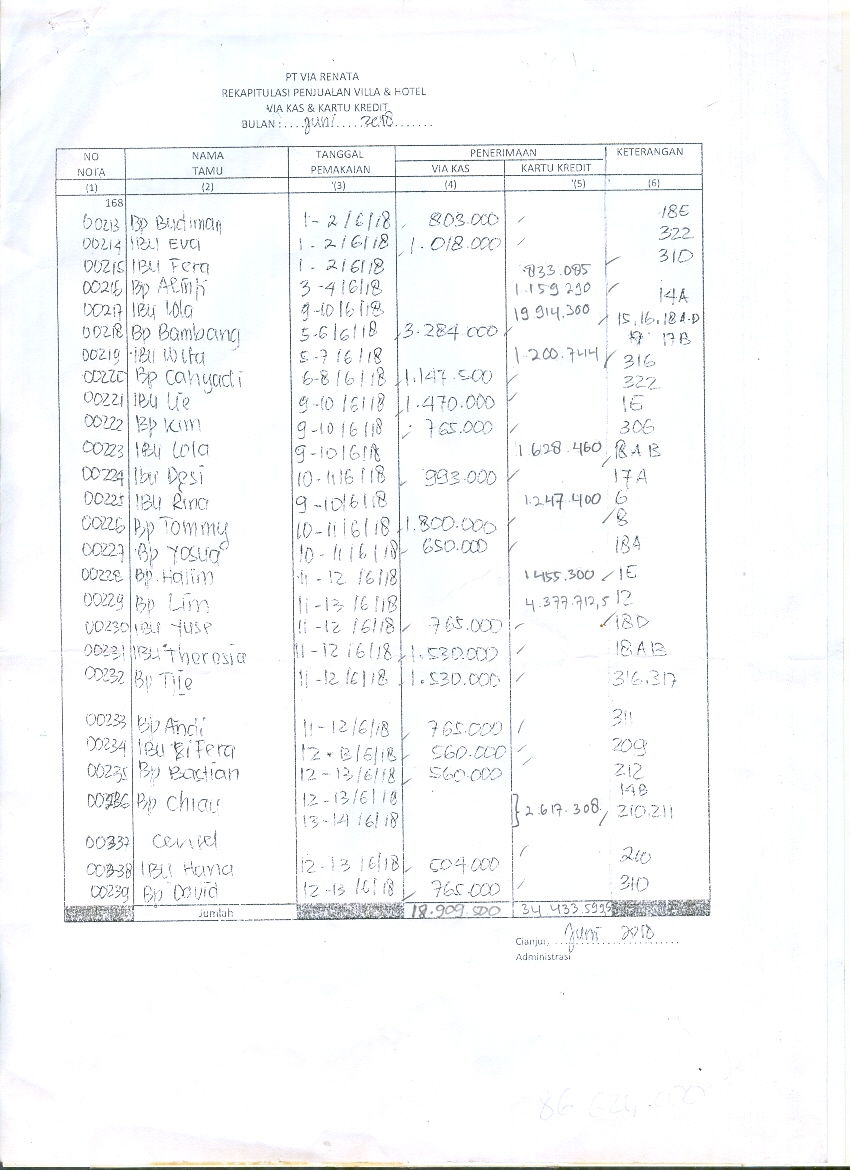 PT VIA RENATA
REKAPITULASI PENJUALAN VILLA & HOTEL
VIA KAS & KARTU KREDIT
BULAN : .... Juni ..... 2018 .......
NO NOTA NAMA TAMU TANGGAL PEMAKAIAN PENERIMAAN KETERANGAN
VIA KAS KARTU KREDIT
(1) (2) '(3) (4) '(5) ' (6)
168
00213 Bp Budiman 1 - 2/6/18 803.000 18E
00214 IBU Eva 1 - 2/6/18 1.018.000 322
00215 IBU Fera 1 - 2/6/18 833.085 310
00216 Bp 3 - 4/6/18 1.159.290 14A
00217 IBU Lola 9-10/6/18 19.914.300 15,16,18A-D
00218 Bp Bambang 5-6/6/18 3.284.000 17B
00219 IBU Wita 5-7/6/18 1.200.744 316
00220 Bp Cahyadi 6-8/6/18 1.147.500 322
00221 IBU Lie 9-10/6/18 1.470.000 1E
00222 Bp Kim 9-10/6/18 765.000 306
00223 IBU Lola 9-10/6/18 1.628.460 18 A B
00224 Ibu Desi 10-11/6/18 993.000 17A
00225 IBU Rina 9-10/6/18 1.247.400 6
00226 Bp Tommy 10-11/6/18 1.800.000 8
00227 Bp Yosua 10-11/6/18 650.000 18A
00228 Bp Halim 11-12/6/18 1.455.300 1E
00229 Bp Lim 11-13/6/18 4.377.712,5 12
00230 IBU Yuse 11-12/6/18 765.000 18D
00231 IBU Theresia 11-12/6/18 1.530.000 18 A B
00232 Bp Tije 11-12/6/18 1.530.000 316.317
00233 Bp Andi 11-12/6/18 765.000 311
00234 IBU Fera 12-13/6/18 560.000 209
00235 Bp Bastian 12-13/6/18 560.000 212
14B
00336 Bp Chiau 12-13/6/18 2.617.308 210.211
13-14/6/18
00337 Cencel
00338 IBU Hana 12-13/6/18 504.000 210
00239 Bp David 12-13/6/18 765.000 310
Jumlah 18.909.500 34.433.599,5
Cianjur, Juni 2018
Administrasi